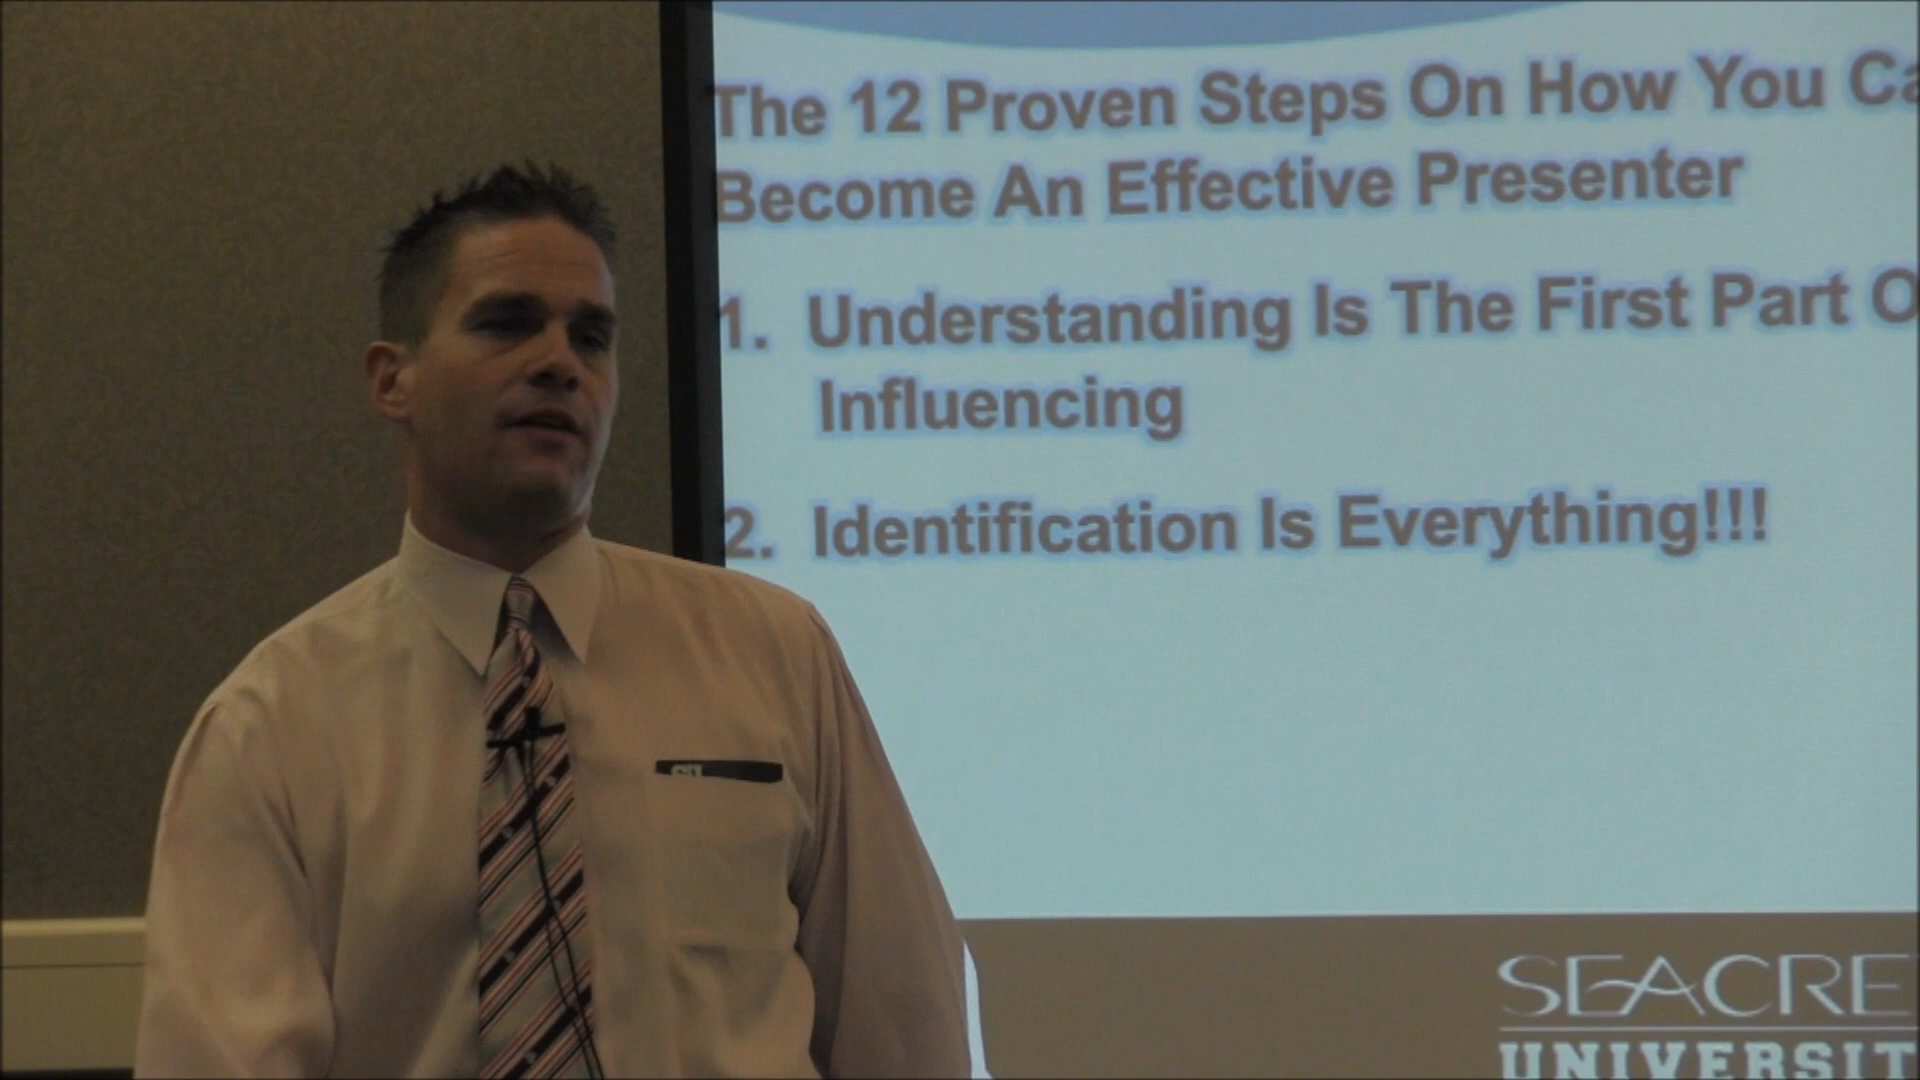 The 12 Proven Steps On How You Ca
Become An Effective Presenter
1. Understanding Is The First Part O
Influencing
2. Identification Is Everything!!!
SEACRE
UNIVERSIT